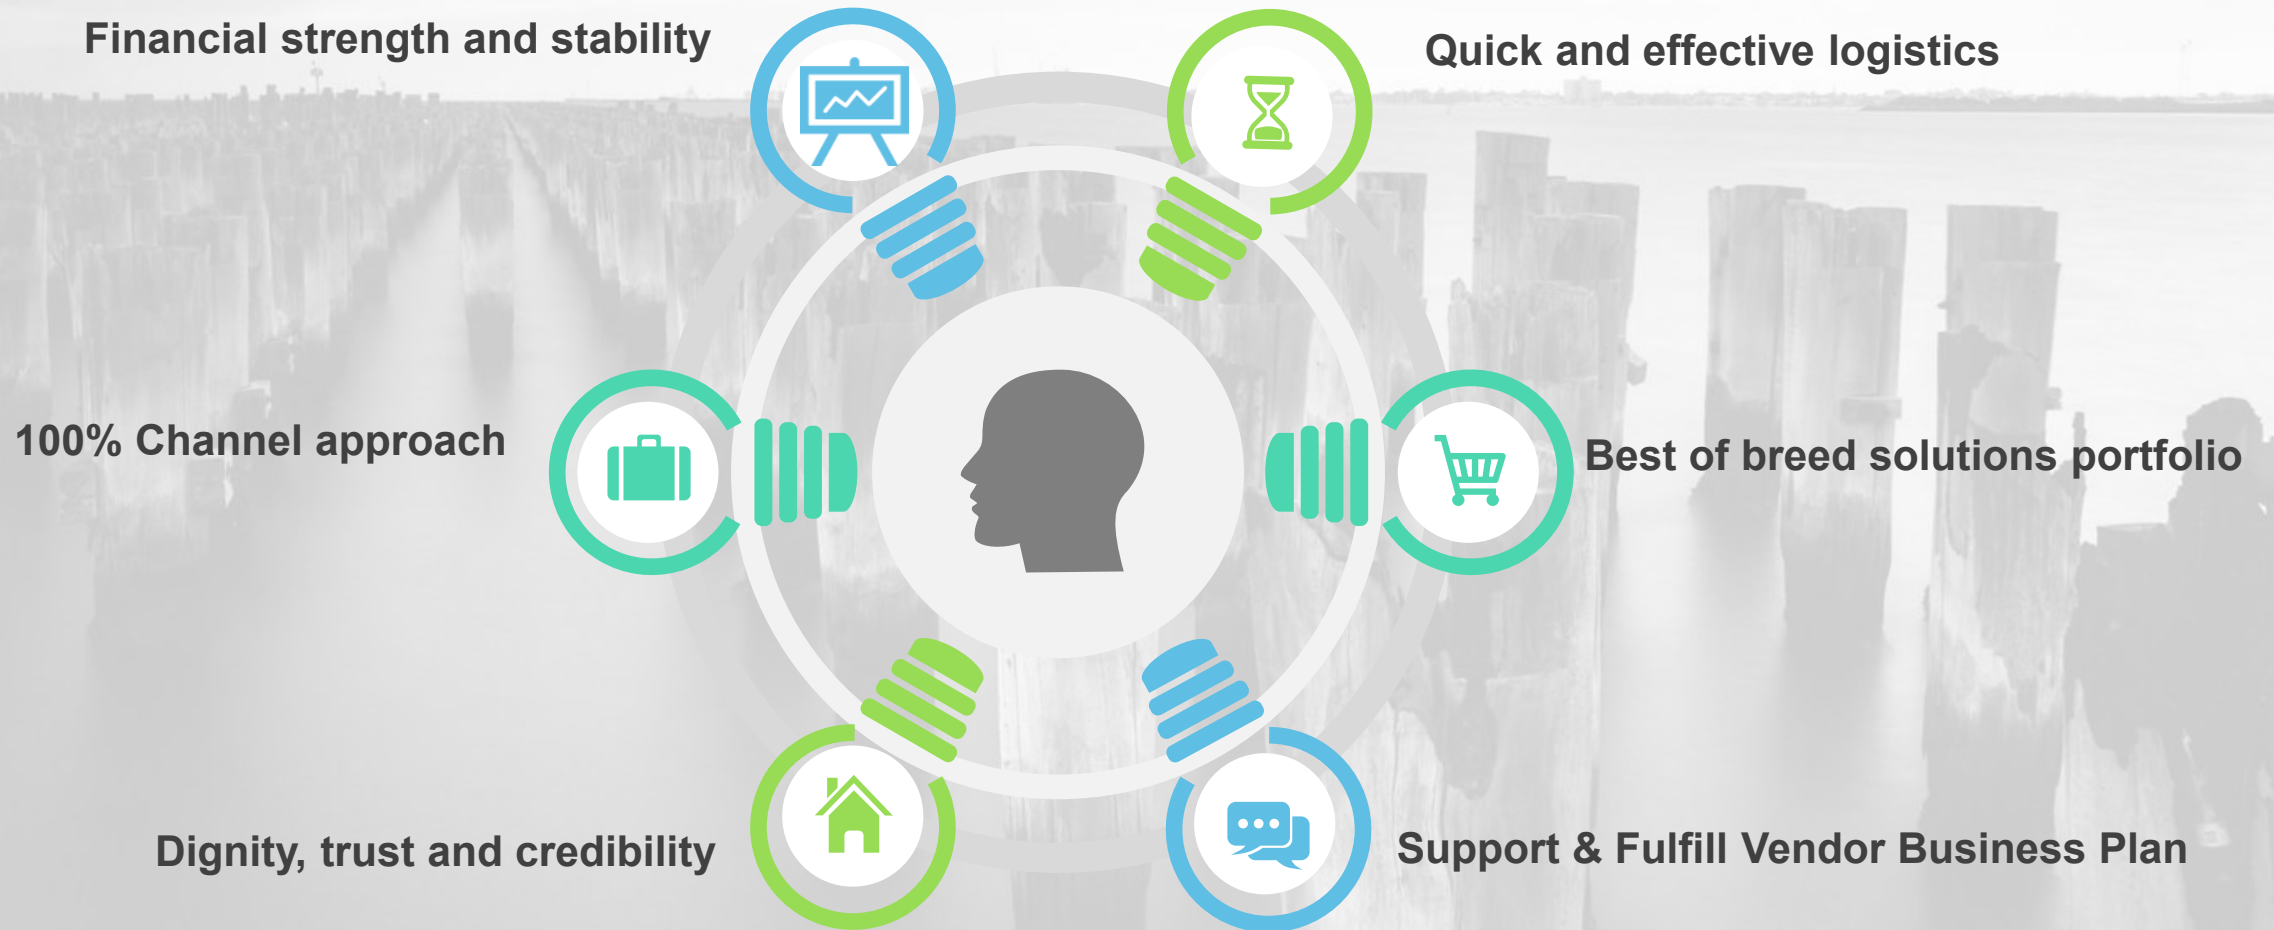 Financial strength and stability
Quick and effective logistics
100% Channel approach
Best of breed solutions portfolio
Dignity, trust and credibility
Support & Fulfill Vendor Business Plan